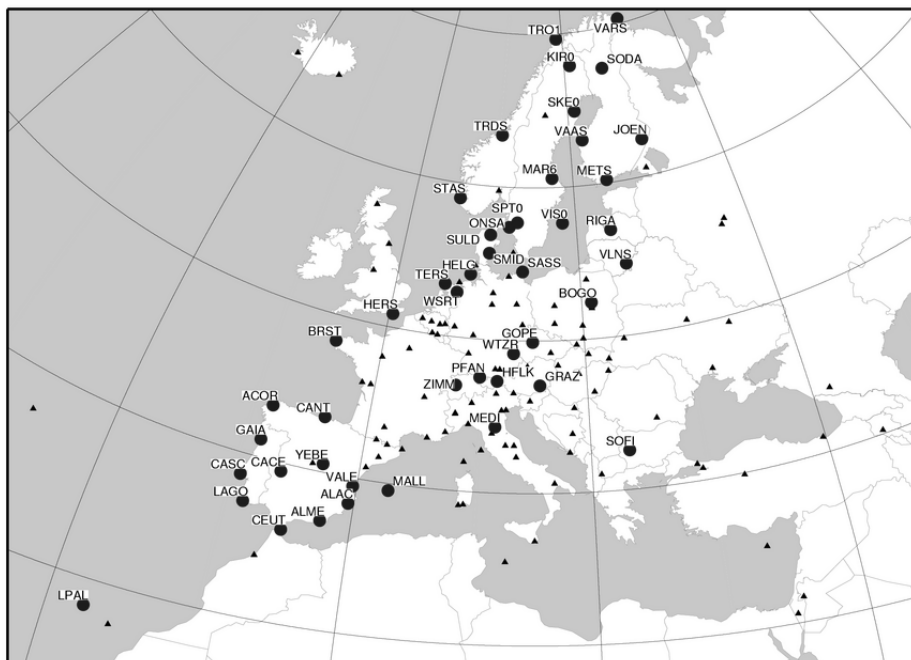 TRO1
VARS
KIR0
SODA
SKE0
TRDS
VAAS
JOEN
MAR6
METS
STAS
SPT0
ONSA
VIS0
RIGA
SULD
SMID
SASS
VLNS
HELG
TERS
WSRT
BOGO
HERS
BRST
GOPE
WTZR
PFAN
HFLK
ZIMM
GRAZ
ACOR
CANT
MEDI
GAIA
SOFI
YEBE
CASC
CACE
VALE
MALL
LAGO
ALAC
ALME
CEUT
LPAL